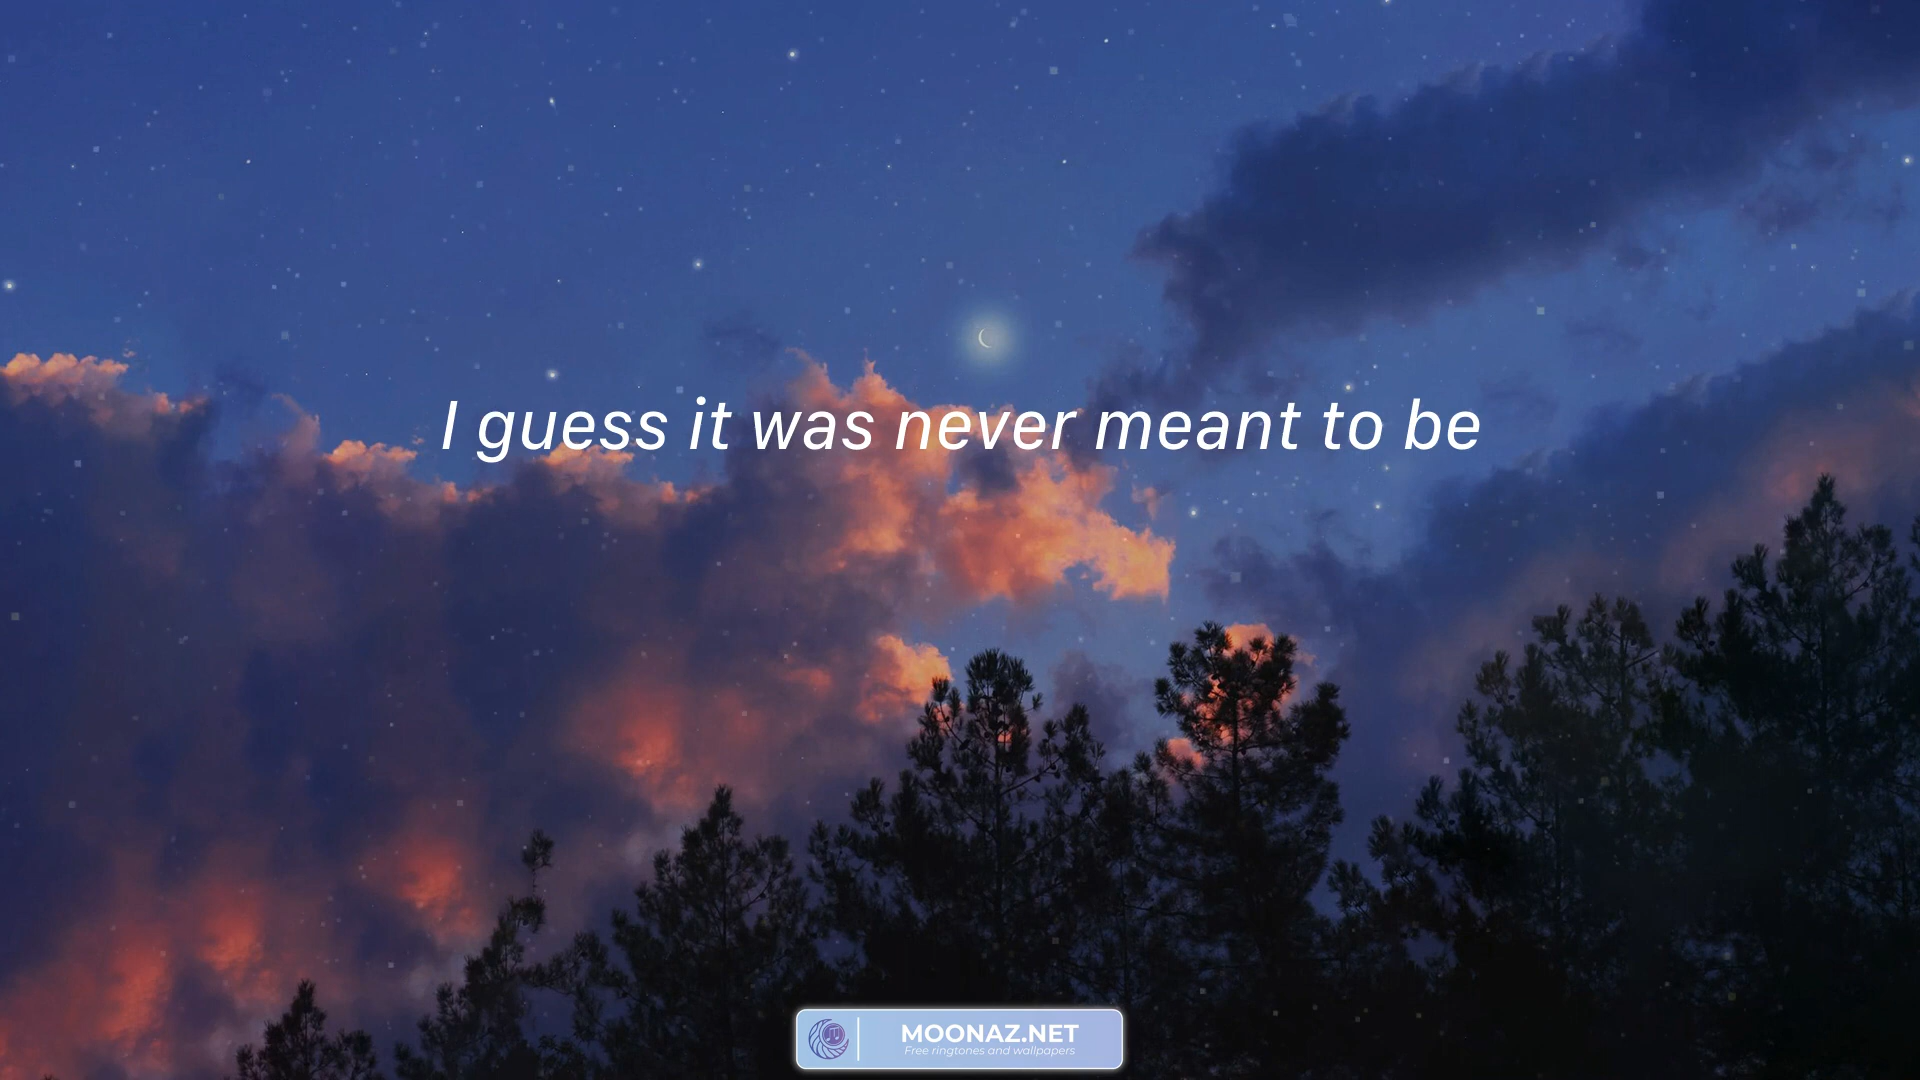 I guess it was never meant to be
MOONAZ.NET
Free ringtones and wallpapers